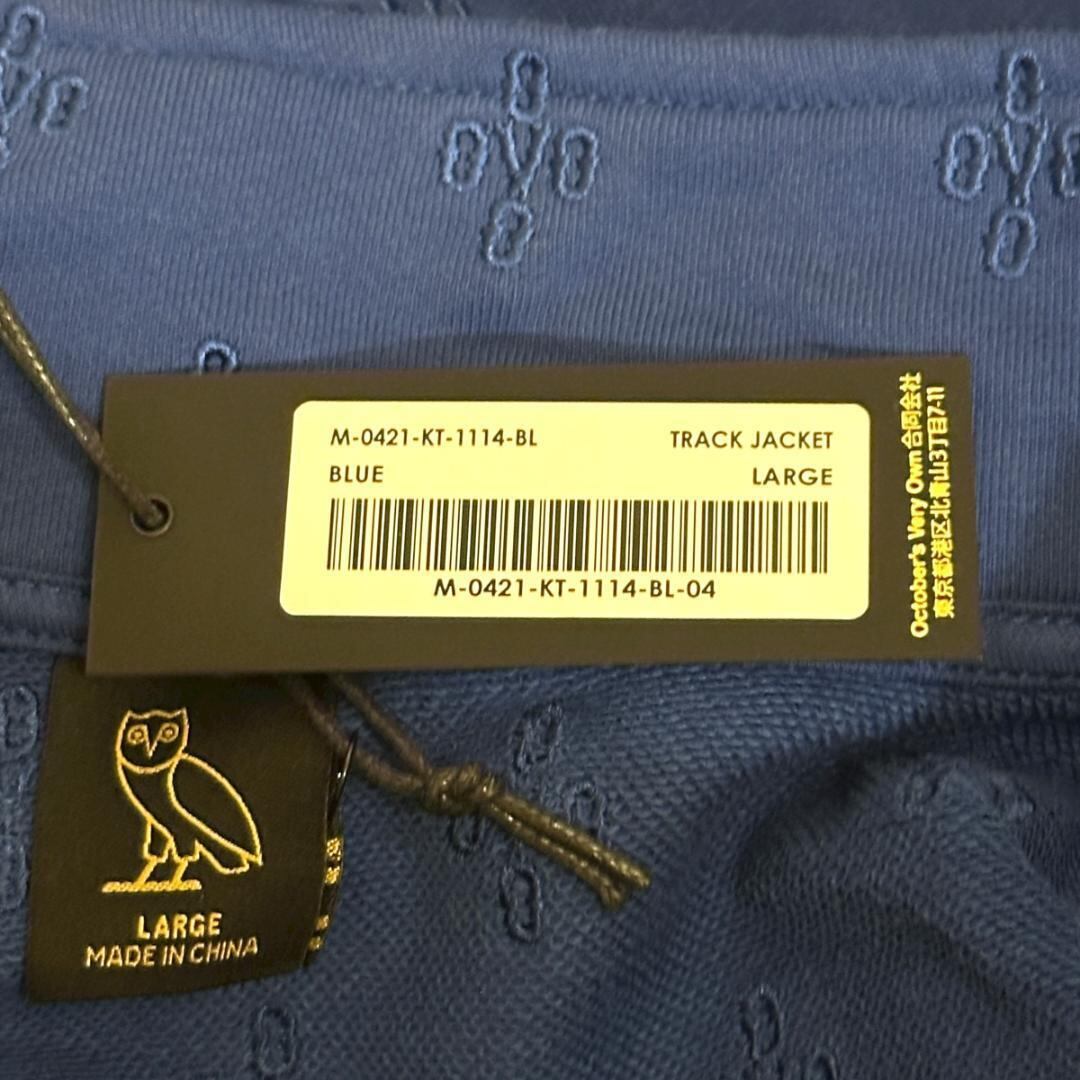 M-0421-KT-1114-BL TRACK JACKET
BLUE LARGE
M-0421-KT-1114-BL-04
October's Very Own合同会社
東京都港区北青山3丁目7-11
LARGE
MADE IN CHINA